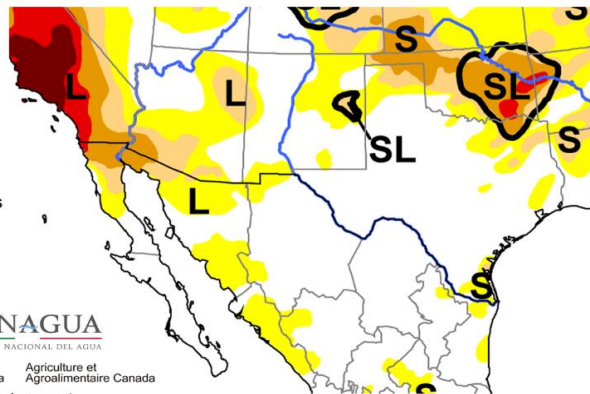 S
S
L
L
SL
SL
S
L
S
NAGUA
NACIONAL DEL AGUA
Agriculture et
Agroalimentaire Canada